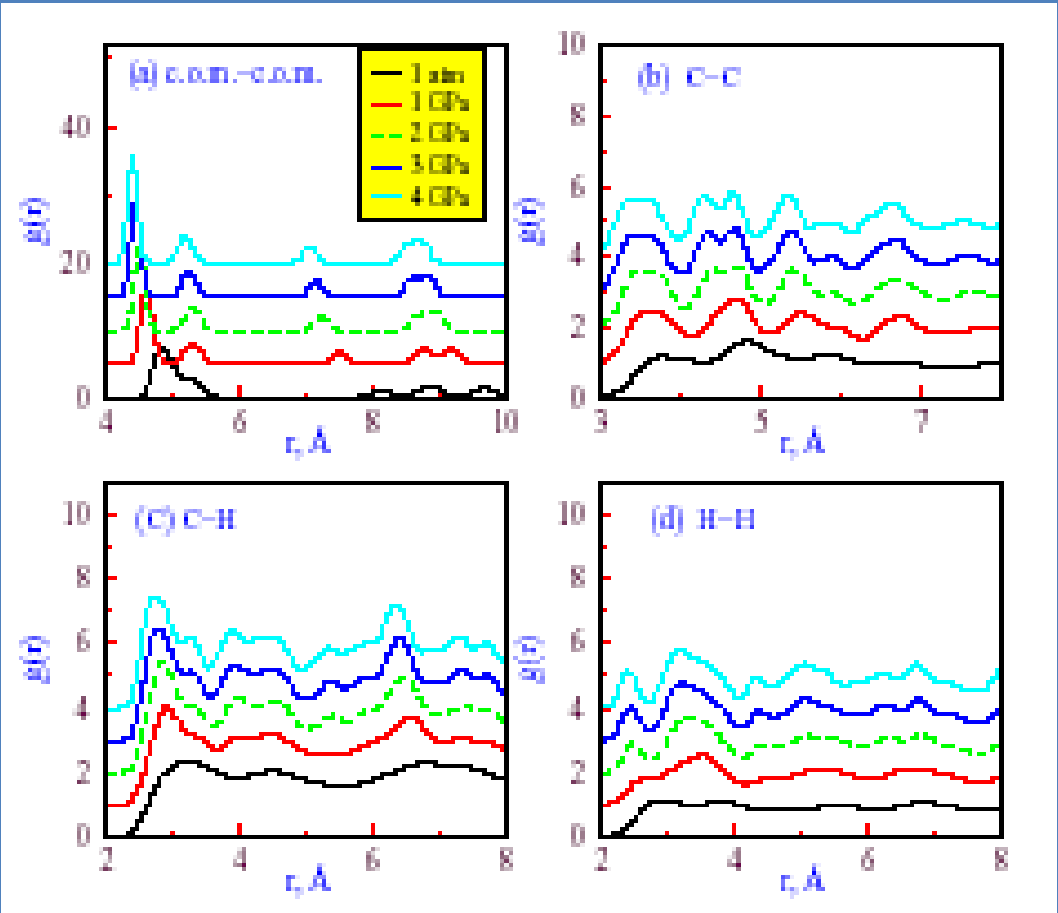 (a) c.o.m.-c.o.m.
1 atm
1 GPa
2 GPa
3 GPa
4 GPa
g(r)
40
20
0
4 6 8 10
r, Å
(b) C-C
g(r)
10
8
6
4
2
0
3 5 7
r, Å
(C) C-H
g(r)
10
8
6
4
2
0
2 4 6 8
r, Å
(d) H-H
g(r)
10
8
6
4
2
0
2 4 6 8
r, Å